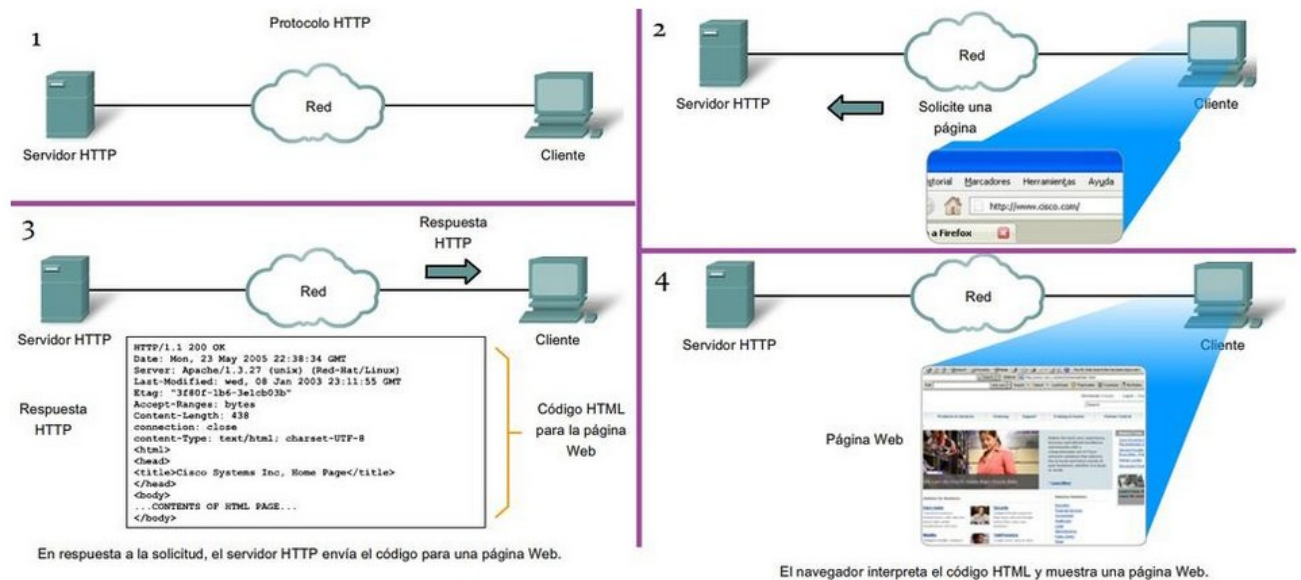 1
Protocolo HTTP
Servidor HTTP
Red
Cliente
2
Servidor HTTP
Red
Solicite una
página
Cliente
Marcadores Herramientas Ayuda
http://www.cisco.com/
a Firefox
3
Respuesta
HTTP
Servidor HTTP
Red
Cliente
Respuesta
HTTP
HTTP/1.1 200 OK
Date: Mon, 23 May 2005 22:38:34 GMT
Server: Apache/1.3.27 (unix) (Red-Hat/Linux)
Last-Modified: wed, 08 Jan 2003 23:11:55 GMT
Etag: "3f80f-1b6-3e1cb03b"
Accept-Ranges: bytes
Content-Length: 438
connection: close
content-Type: text/html; charset-UTF-8
<html>
<head>
<title>Cisco Systems Inc, Home Page</title>
</head>
<body>
...CONTENTS OF HTML PAGE...
</body>
Código HTML
para la página
Web
En respuesta a la solicitud, el servidor HTTP envía el código para una página Web.
4
Servidor HTTP
Red
Cliente
Página Web
El navegador interpreta el código HTML y muestra una página Web.